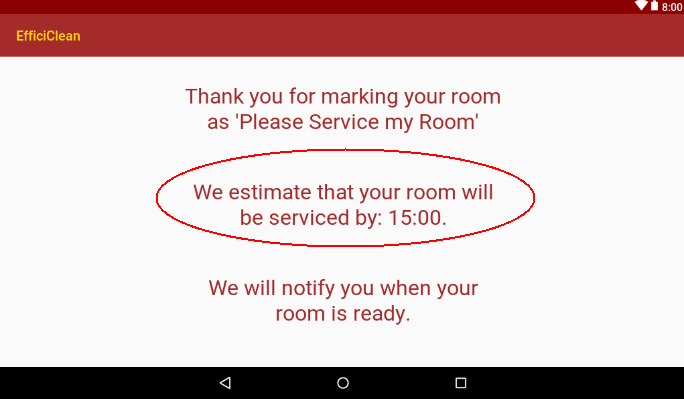 8:00
EfficiClean
Thank you for marking your room
as 'Please Service my Room'
We estimate that your room will
be serviced by: 15:00.
We will notify you when your
room is ready.